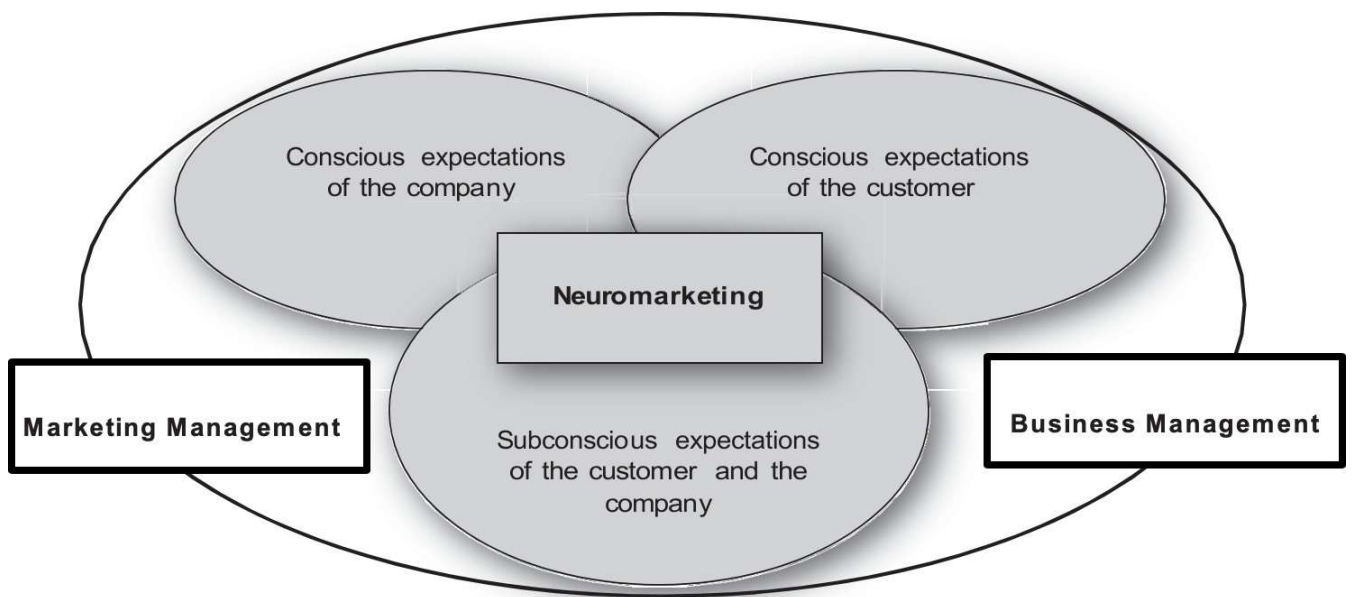 Conscious expectations
of the company
Conscious expectations
of the customer
Neuromarketing
Marketing Management
Business Management
Subconscious expectations
of the customer and the
company